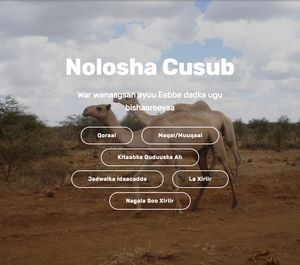 Nolosha Cusub
War wanaagsan ayuu Eebbe dadka ugu
bishaareeyaa
Qoraal
Maqal/Muuqaal
Kitaabka Quduuska Ah
Jadwalka Idaacadda
La Xiriir
Nagala Soo Xiriir